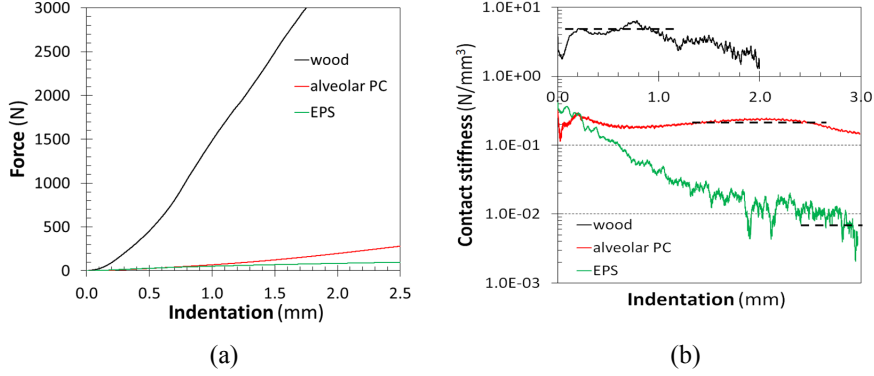 3000
2500
2000
1500
1000
500
0
Force (N)
wood
alveolar PC
EPS
0.0 0.5 1.0 1.5 2.0 2.5
Indentation (mm)
(a)
1.0E+01
1.0E+00
1.0E-01
1.0E-02
1.0E-03
Contact stiffness (N/mm³)
0.0 1.0 2.0 3.0
wood
alveolar PC
EPS
Indentation (mm)
(b)